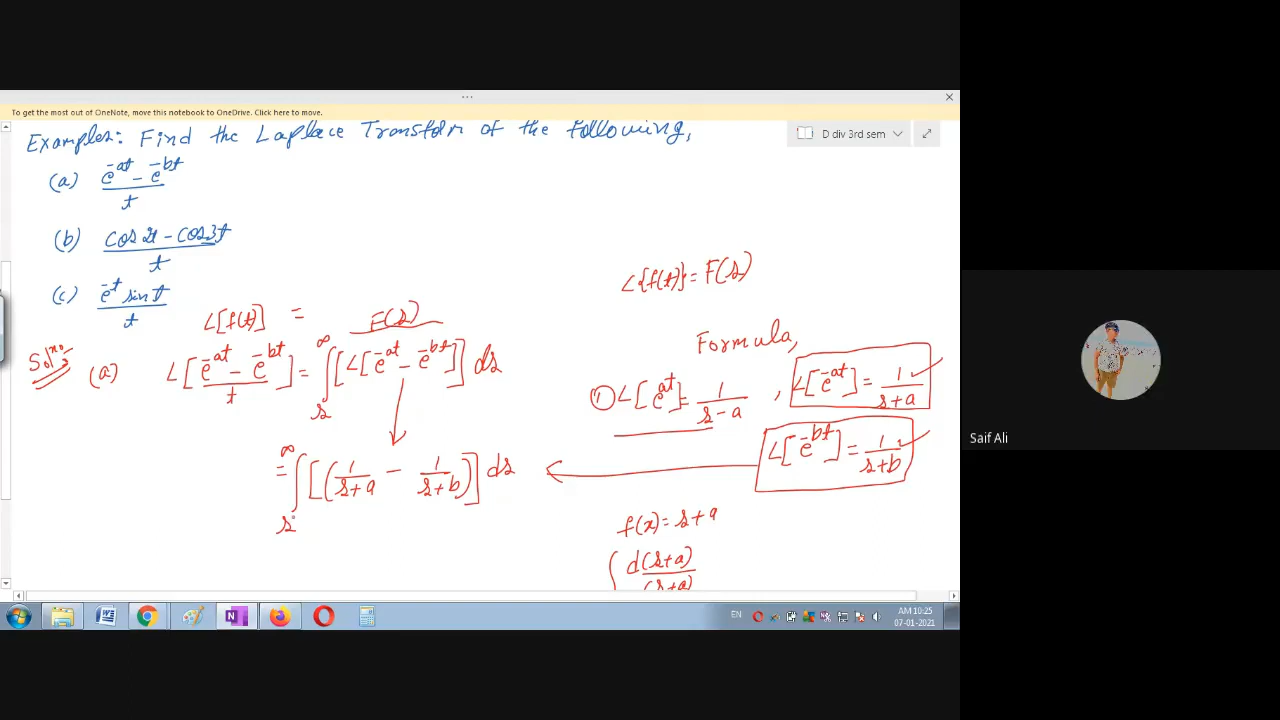 To get the most out of OneNote, move this notebook to OneDrive. Click here to move.
D div 3rd sem
Examples: Find the Laplace Transform of the following,
(a) (e^-at - e^-bt)/t
(b) (cos 2t - cos 3t)/t
(c) (e^-t sin t)/t
L{f(t)} = F(s)
L[f(t)] = F(s)
Sol^n:
(a) L[(e^-at - e^-bt)/t] = ∫_s^∞ [L[e^-at - e^-bt]] ds
= ∫_s^∞ [(1/(s+a) - 1/(s+b))] ds
Formula,
① L[e^at] = 1/(s-a) , L[e^-at] = 1/(s+a)
L[e^-bt] = 1/(s+b)
f(x) = s+a
d(s+a)/(s+a)
Saif Ali
EN
AM 10:25
07-01-2021